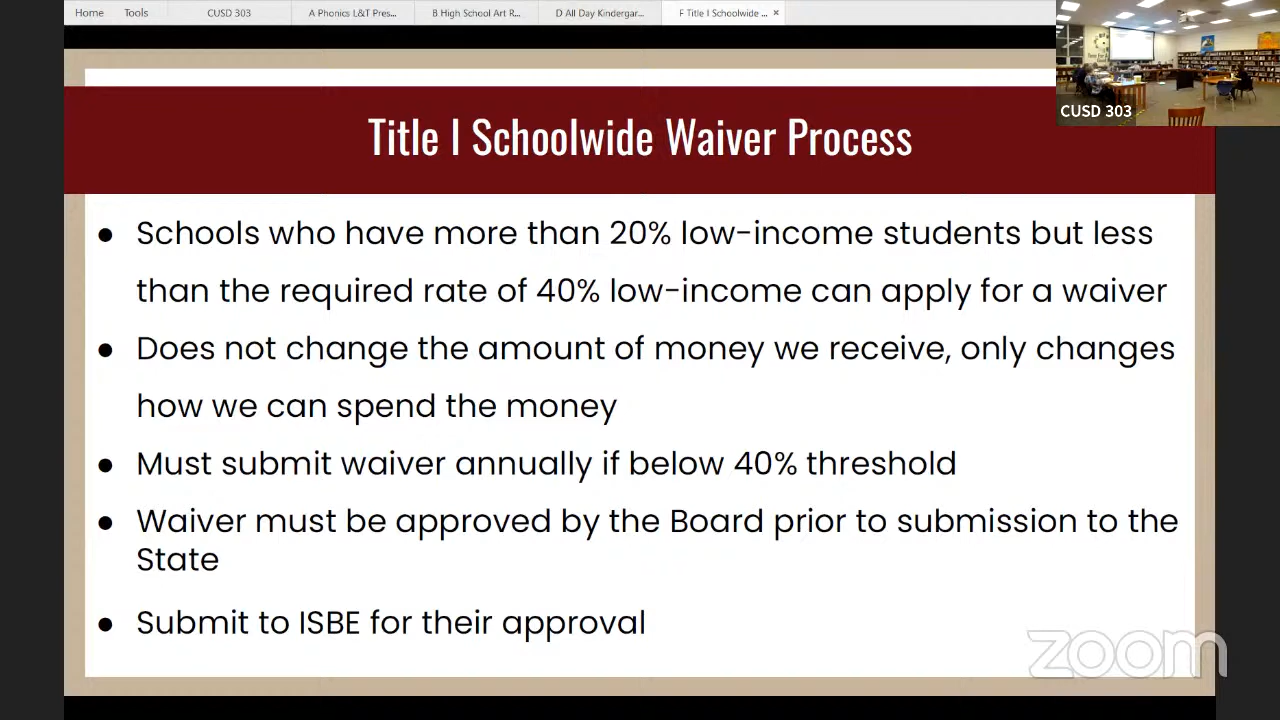 Home Tools CUSD 303 A Phonics L&T Pres... B High School Art R... D All Day Kindergar... F Title I Schoolwide ... ×
CUSD 303
Title I Schoolwide Waiver Process
● Schools who have more than 20% low-income students but less
than the required rate of 40% low-income can apply for a waiver
● Does not change the amount of money we receive, only changes
how we can spend the money
● Must submit waiver annually if below 40% threshold
● Waiver must be approved by the Board prior to submission to the
State
● Submit to ISBE for their approval
zoom